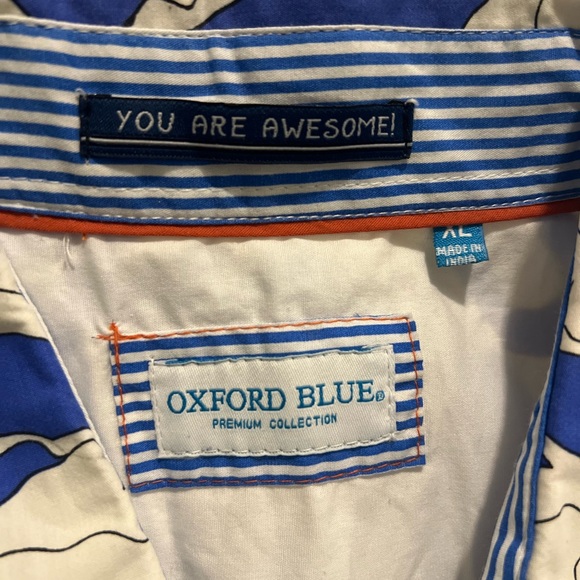 YOU ARE AWESOME!
XL
MADE IN
INDIA
OXFORD BLUE®
PREMIUM COLLECTION